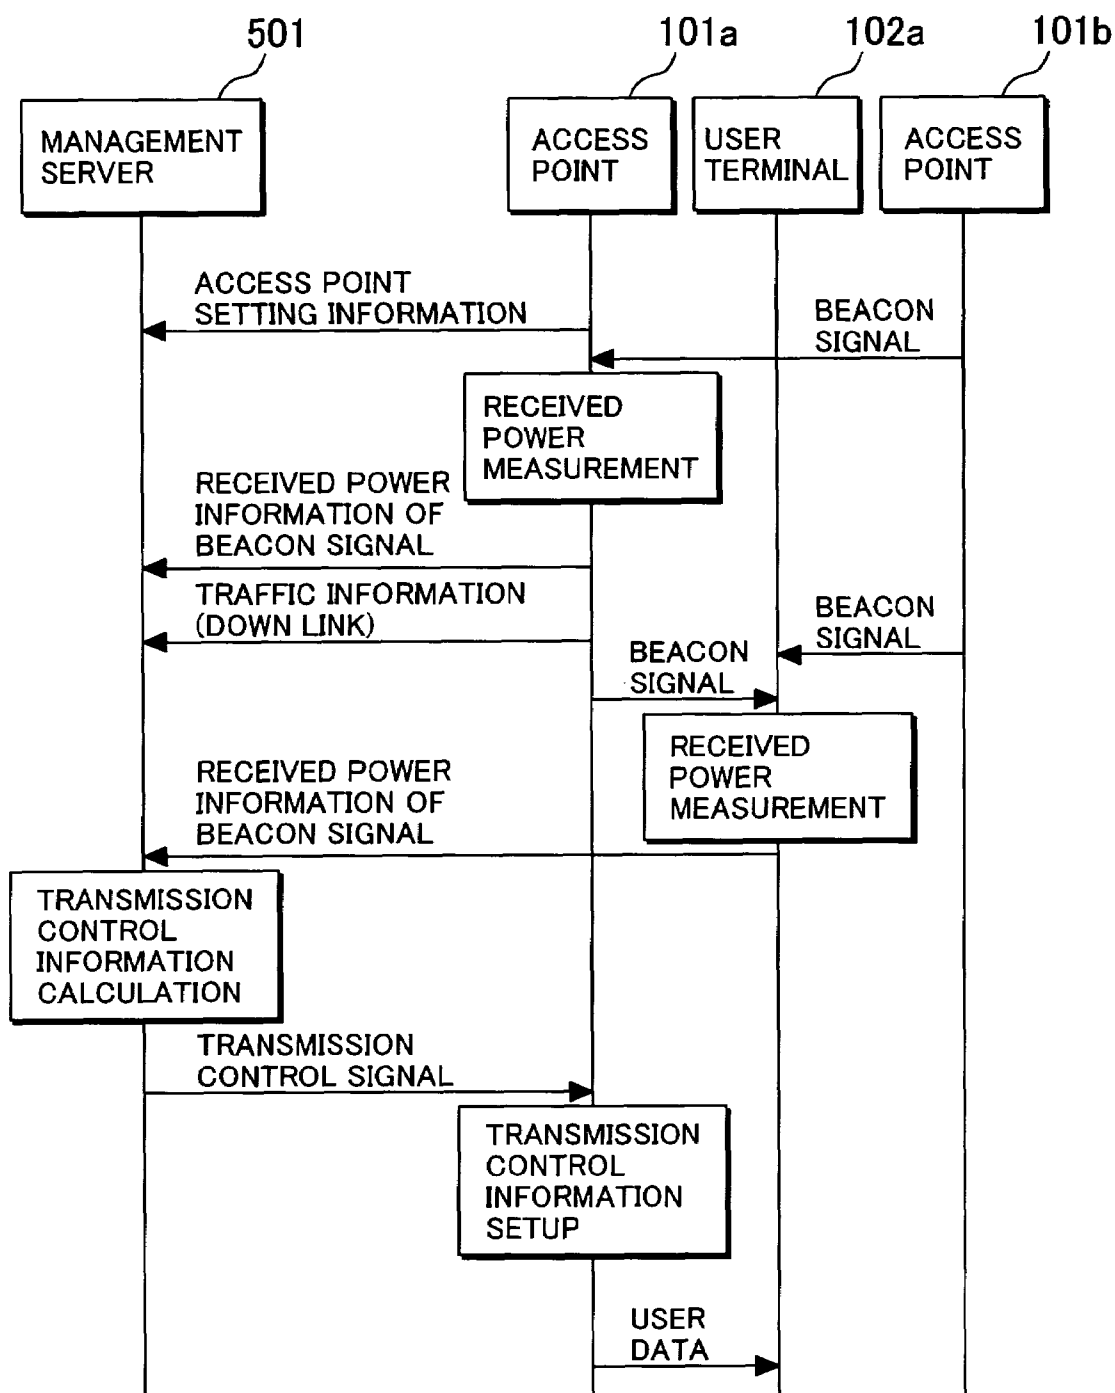 501
101a
102a
101b
MANAGEMENT
SERVER
ACCESS
POINT
USER
TERMINAL
ACCESS
POINT
ACCESS POINT
SETTING INFORMATION
BEACON
SIGNAL
RECEIVED
POWER
MEASUREMENT
RECEIVED POWER
INFORMATION OF
BEACON SIGNAL
TRAFFIC INFORMATION
(DOWN LINK)
BEACON
SIGNAL
BEACON
SIGNAL
RECEIVED
POWER
MEASUREMENT
RECEIVED POWER
INFORMATION OF
BEACON SIGNAL
TRANSMISSION
CONTROL
INFORMATION
CALCULATION
TRANSMISSION
CONTROL SIGNAL
TRANSMISSION
CONTROL
INFORMATION
SETUP
USER
DATA